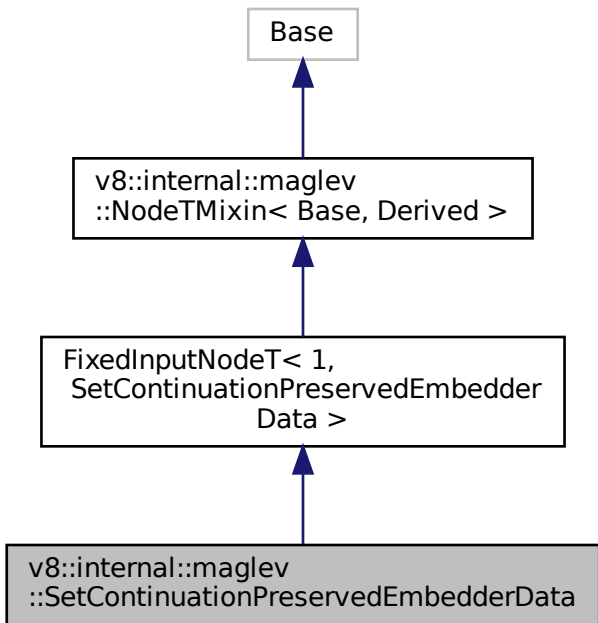 Base
v8::internal::maglev
::NodeTMixin< Base, Derived >
FixedInputNodeT< 1,
SetContinuationPreservedEmbedder
Data >
v8::internal::maglev
::SetContinuationPreservedEmbedderData